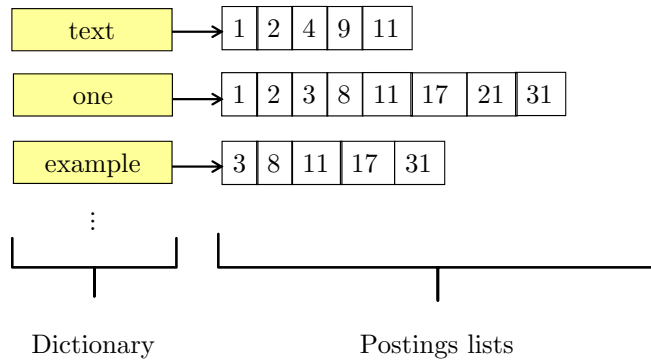 text 1 2 4 9 11
one 1 2 3 8 11 17 21 31
example 3 8 11 17 31
⋮
Dictionary Postings lists